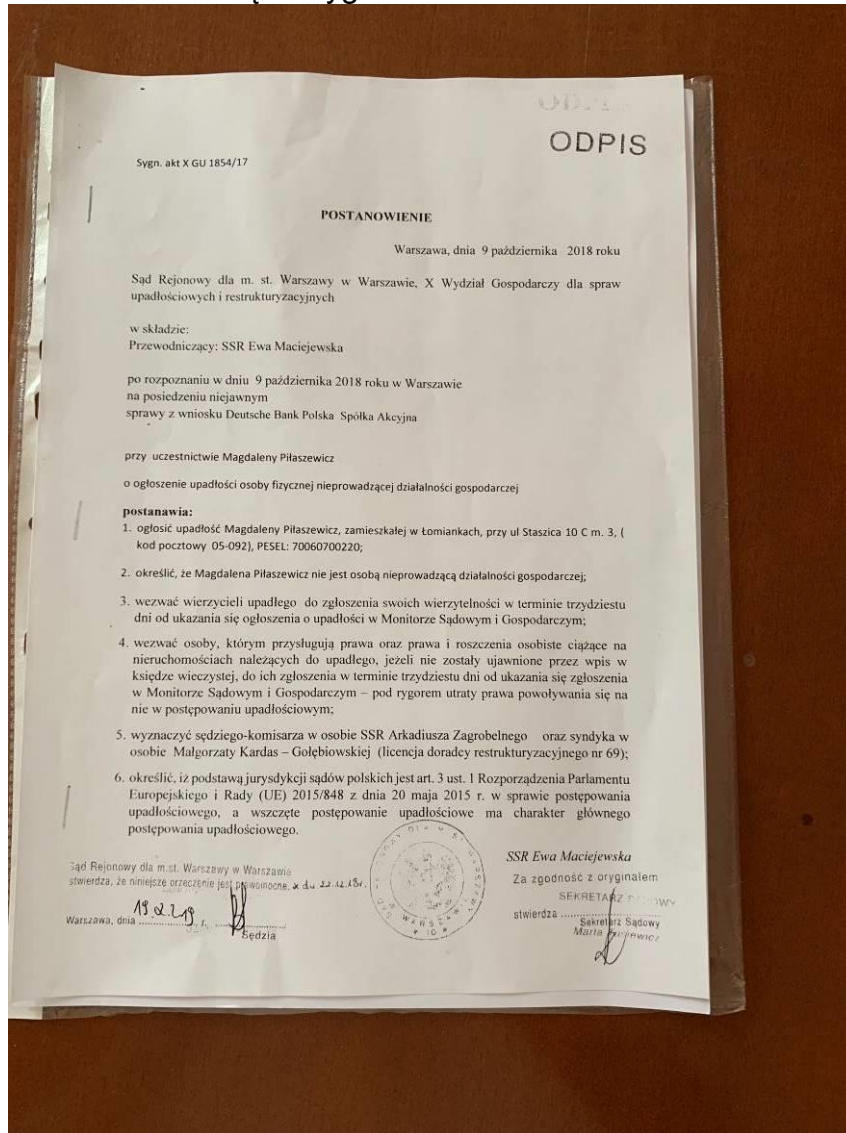 ODPIS
Sygn. akt X GU 1854/17
POSTANOWIENIE
Warszawa, dnia 9 października 2018 roku
Sąd Rejonowy dla m. st. Warszawy w Warszawie, X Wydział Gospodarczy dla spraw
upadłościowych i restrukturyzacyjnych
w składzie:
Przewodniczący: SSR Ewa Maciejewska
po rozpoznaniu w dniu 9 października 2018 roku w Warszawie
na posiedzeniu niejawnym
sprawy z wniosku Deutsche Bank Polska Spółka Akcyjna
przy uczestnictwie Magdaleny Piłaszewicz
o ogłoszenie upadłości osoby fizycznej nieprowadzącej działalności gospodarczej
postanawia:
1. ogłosić upadłość Magdaleny Piłaszewicz, zamieszkałej w Łomiankach, przy ul Staszica 10 C m. 3, (
kod pocztowy 05-092), PESEL: 70060700220;
2. określić, że Magdalena Piłaszewicz nie jest osobą nieprowadzącą działalności gospodarczej;
3. wezwać wierzycieli upadłego do zgłoszenia swoich wierzytelności w terminie trzydziestu
dni od ukazania się ogłoszenia o upadłości w Monitorze Sądowym i Gospodarczym;
4. wezwać osoby, którym przysługują prawa oraz prawa i roszczenia osobiste ciążące na
nieruchomościach należących do upadłego, jeżeli nie zostały ujawnione przez wpis w
księdze wieczystej, do ich zgłoszenia w terminie trzydziestu dni od ukazania się zgłoszenia
w Monitorze Sądowym i Gospodarczym – pod rygorem utraty prawa powoływania się na
nie w postępowaniu upadłościowym;
5. wyznaczyć sędziego-komisarza w osobie SSR Arkadiusza Zagrobelnego oraz syndyka w
osobie Małgorzaty Kardas – Gołębiowskiej (licencja doradcy restrukturyzacyjnego nr 69);
6. określić, iż podstawą jurysdykcji sądów polskich jest art. 3 ust. 1 Rozporządzenia Parlamentu
Europejskiego i Rady (UE) 2015/848 z dnia 20 maja 2015 r. w sprawie postępowania
upadłościowego, a wszczęte postępowanie upadłościowe ma charakter głównego
postępowania upadłościowego.
SSR Ewa Maciejewska
Sąd Rejonowy dla m.st. Warszawy w Warszawie
stwierdza, że niniejsze orzeczenie jest prawomocne,
Warszawa, dnia 19.2.19. r.
Sędzia
Za zgodność z oryginałem
SEKRETARZ
stwierdza
Sekretarz Sądowy
Marta